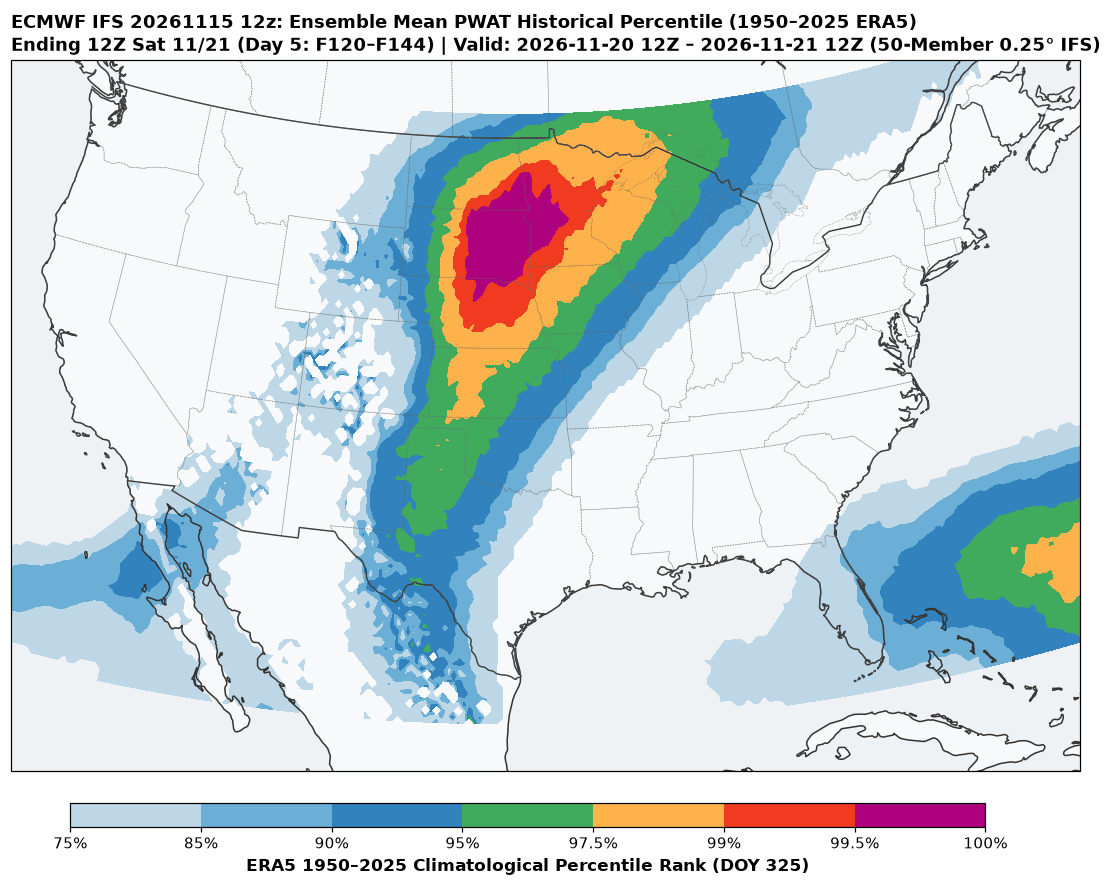 ECMWF IFS 20261115 12z: Ensemble Mean PWAT Historical Percentile (1950–2025 ERA5)
Ending 12Z Sat 11/21 (Day 5: F120–F144) | Valid: 2026-11-20 12Z – 2026-11-21 12Z (50-Member 0.25° IFS)
75% 85% 90% 95% 97.5% 99% 99.5% 100%
ERA5 1950–2025 Climatological Percentile Rank (DOY 325)